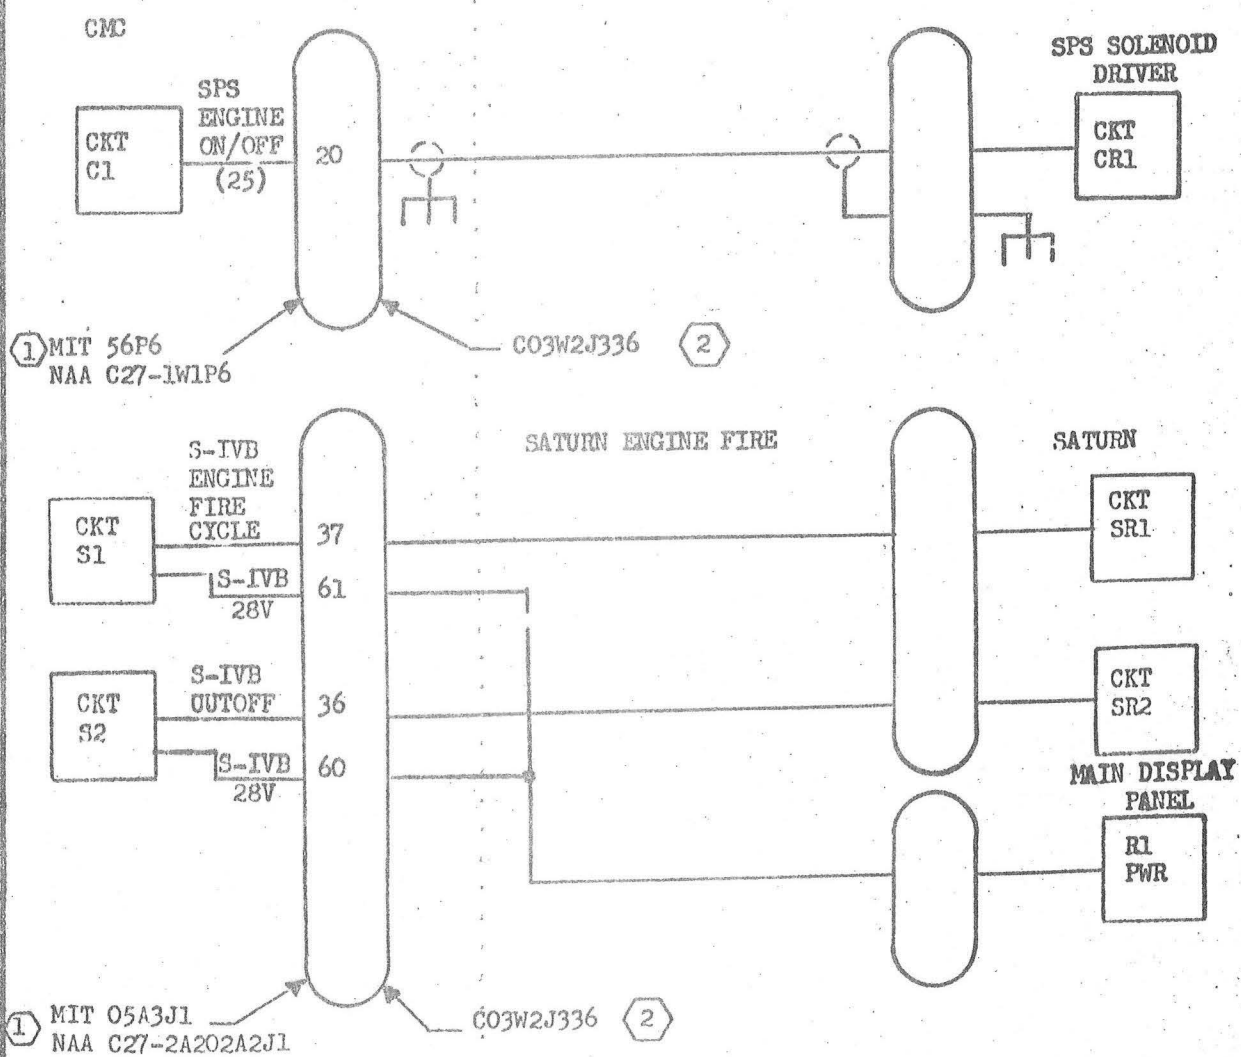 CMC
SPS SOLENOID
DRIVER
SPS
ENGINE
ON/OFF
(25)
CKT
C1
20
CKT
CR1
1
MIT 56P6
NAA C27-1W1P6
C03W2J336
2
SATURN ENGINE FIRE
SATURN
S-IVB
ENGINE
FIRE
CYCLE
CKT
S1
37
CKT
SR1
S-IVB
28V
61
S-IVB
CUTOFF
CKT
S2
36
CKT
SR2
S-IVB
28V
60
MAIN DISPLAY
PANEL
R1
PWR
1
MIT 05A3J1
NAA C27-2A202A2J1
C03W2J336
2